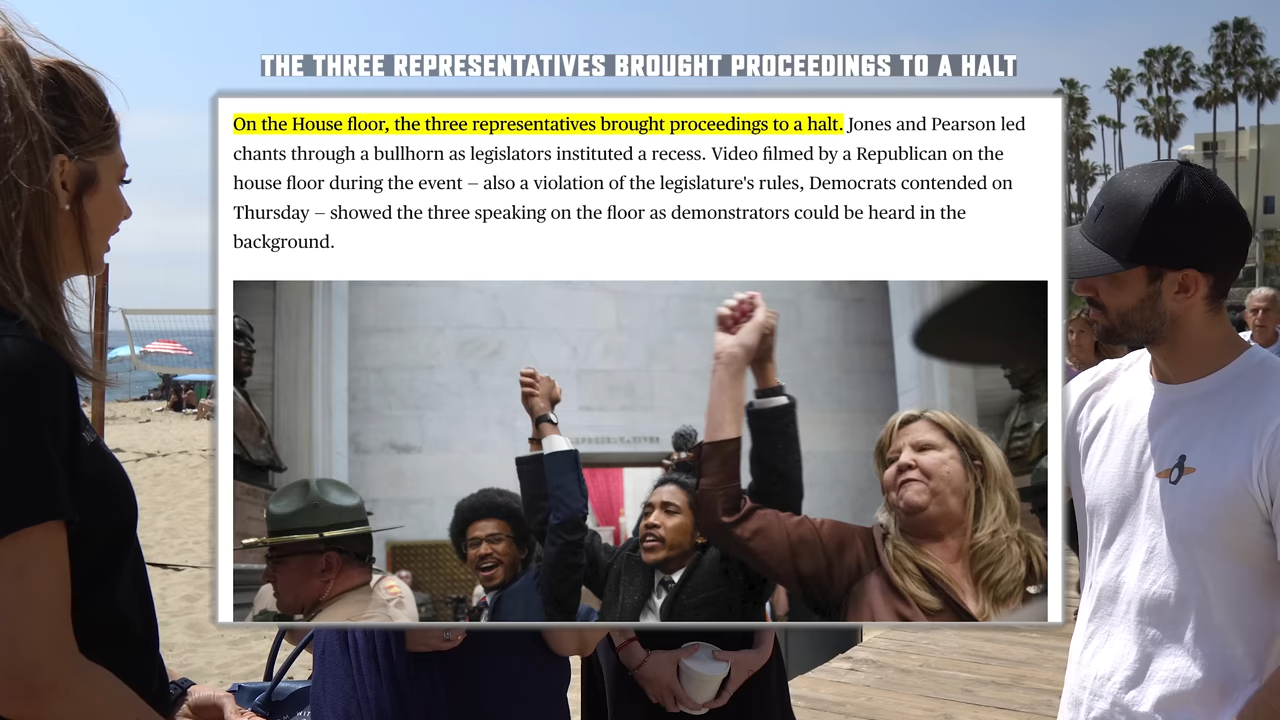 THE THREE REPRESENTATIVES BROUGHT PROCEEDINGS TO A HALT
On the House floor, the three representatives brought proceedings to a halt. Jones and Pearson led
chants through a bullhorn as legislators instituted a recess. Video filmed by a Republican on the
house floor during the event – also a violation of the legislature's rules, Democrats contended on
Thursday – showed the three speaking on the floor as demonstrators could be heard in the
background.